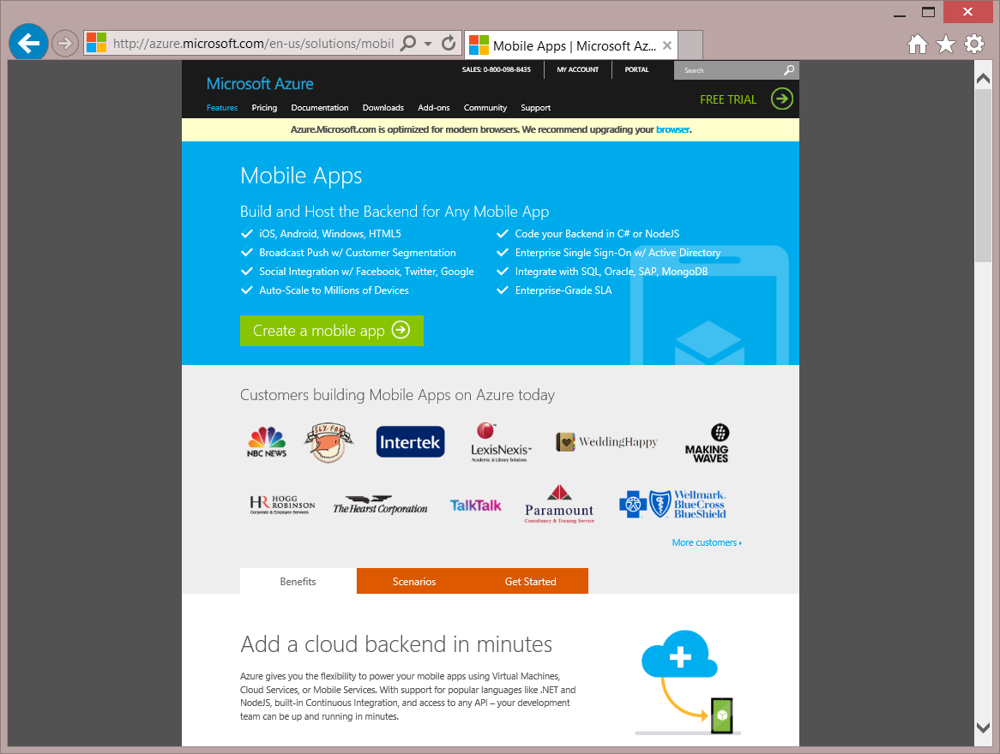 http://azure.microsoft.com/en-us/solutions/mobil
Mobile Apps | Microsoft Az...
SALES: 0-800-098-8435
MY ACCOUNT
PORTAL
Search
Microsoft Azure
FREE TRIAL
Features Pricing Documentation Downloads Add-ons Community Support
Azure.Microsoft.com is optimized for modern browsers. We recommend upgrading your browser.
Mobile Apps
Build and Host the Backend for Any Mobile App
iOS, Android, Windows, HTML5
Broadcast Push w/ Customer Segmentation
Social Integration w/ Facebook, Twitter, Google
Auto-Scale to Millions of Devices
Code your Backend in C# or NodeJS
Enterprise Single Sign-On w/ Active Directory
Integrate with SQL, Oracle, SAP, MongoDB
Enterprise-Grade SLA
Create a mobile app
Customers building Mobile Apps on Azure today
NBC NEWS
SLY-FOX
Intertek
LexisNexis™
Academic & Library Solutions
WeddingHappy
MAKING
WAVES
HR HOGG
ROBINSON
Corporate & Employee Services
The Hearst Corporation
TalkTalk
Paramount
Consultancy & Training Service
Wellmark
BlueCross
BlueShield
More customers
Benefits
Scenarios
Get Started
Add a cloud backend in minutes
Azure gives you the flexibility to power your mobile apps using Virtual Machines,
Cloud Services, or Mobile Services. With support for popular languages like .NET and
NodeJS, built-in Continuous Integration, and access to any API – your development
team can be up and running in minutes.